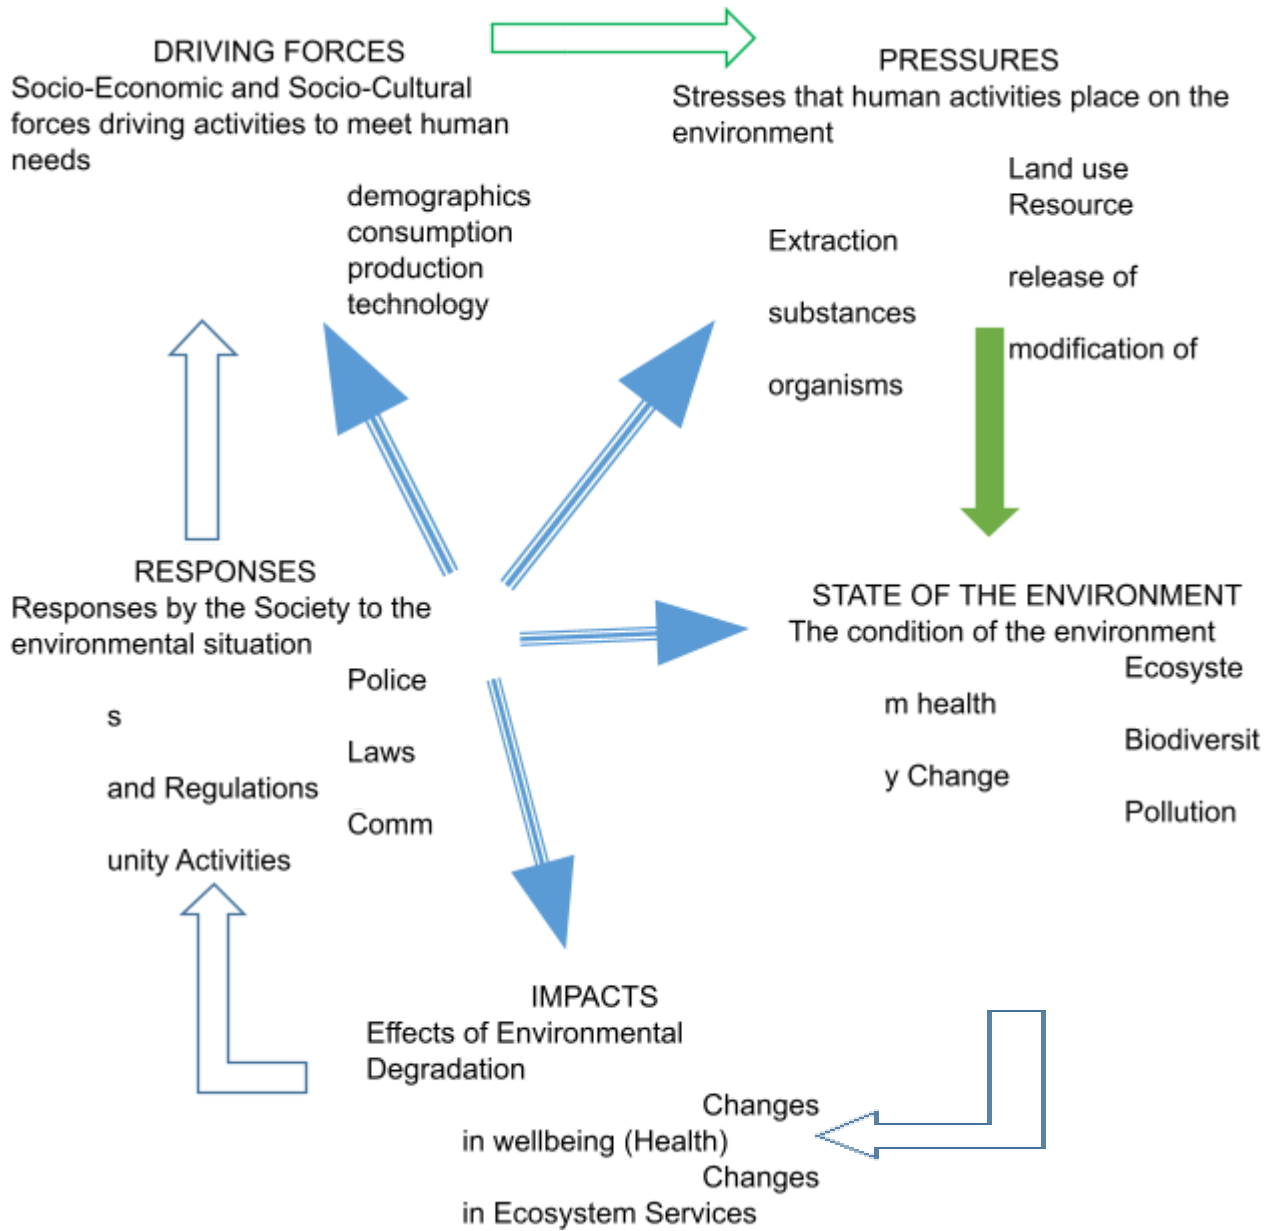 DRIVING FORCES
Socio-Economic and Socio-Cultural
forces driving activities to meet human
needs
demographics
consumption
production
technology
PRESSURES
Stresses that human activities place on the
environment
Land use
Resource
Extraction
release of
substances
modification of
organisms
RESPONSES
Responses by the Society to the
environmental situation
Police
s
Laws
and Regulations
Comm
unity Activities
STATE OF THE ENVIRONMENT
The condition of the environment
Ecosyste
m health
Biodiversit
y Change
Pollution
IMPACTS
Effects of Environmental
Degradation
Changes
in wellbeing (Health)
Changes
in Ecosystem Services